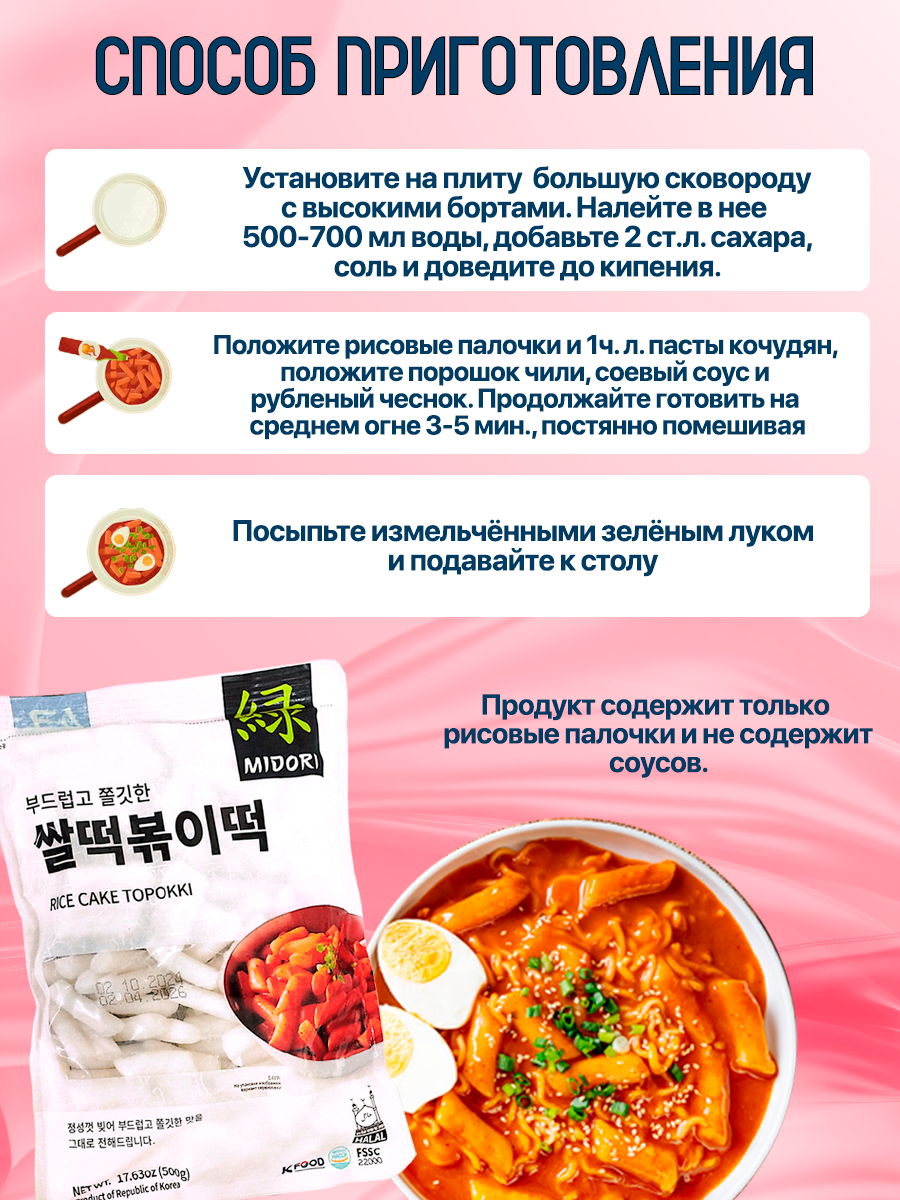 СПОСОБ ПРИГОТОВЛЕНИЯ
Установите на плиту большую сковороду
с высокими бортами. Налейте в нее
500-700 мл воды, добавьте 2 ст.л. сахара,
соль и доведите до кипения.
Положите рисовые палочки и 1ч. л. пасты кочудян,
положите порошок чили, соевый соус и
рубленый чеснок. Продолжайте готовить на
среднем огне 3-5 мин., постянно помешивая
Посыпьте измельчёнными зелёным луком
и подавайте к столу
Продукт содержит только
рисовые палочки и не содержит
соусов.
緑
MIDORI
부드럽고 쫄깃한
쌀떡볶이떡
RICE CAKE TOPOKKI
02.10.2024
02.04.2026
정성껏 빚어 부드럽고 쫄깃한 맛을
그대로 전해드립니다.
K FOOD
HACCP
HALAL
FSSC
22000
NET WT. 17.63oz (500g)
Product of Republic of Korea